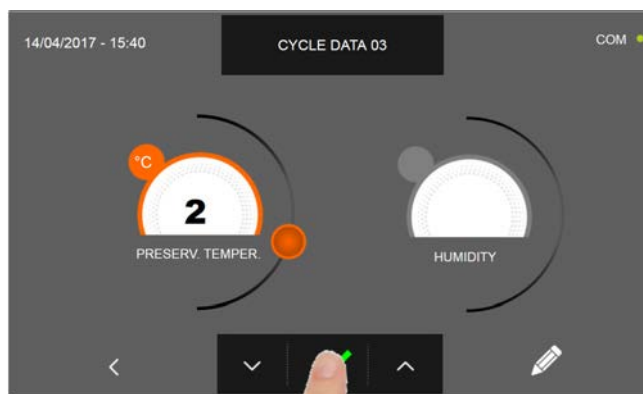 14/04/2017 - 15:40
CYCLE DATA 03
COM
°C
2
PRESERV. TEMPER.
HUMIDITY